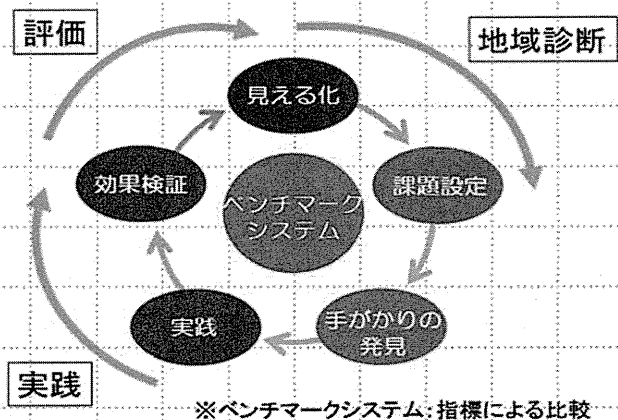 評価
地域診断
見える化
効果検証
課題設定
ベンチマーク
システム
実践
手がかりの
発見
実践
※ベンチマークシステム:指標による比較